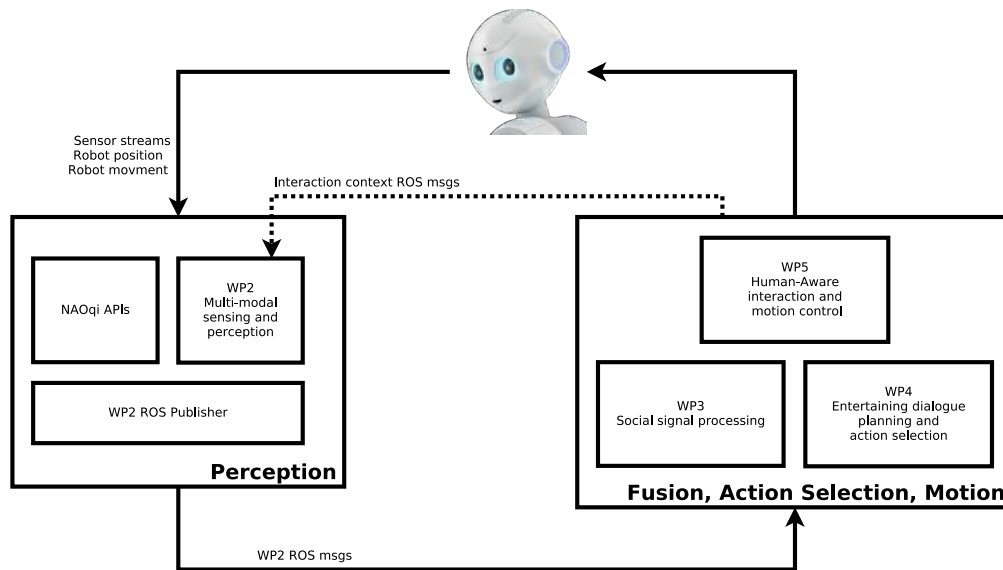 Sensor streams
Robot position
Robot movment
Interaction context ROS msgs
NAOqi APIs
WP2
Multi-modal
sensing and
perception
WP2 ROS Publisher
Perception
WP5
Human-Aware
interaction and
motion control
WP3
Social signal processing
WP4
Entertaining dialogue
planning and
action selection
Fusion, Action Selection, Motion
WP2 ROS msgs